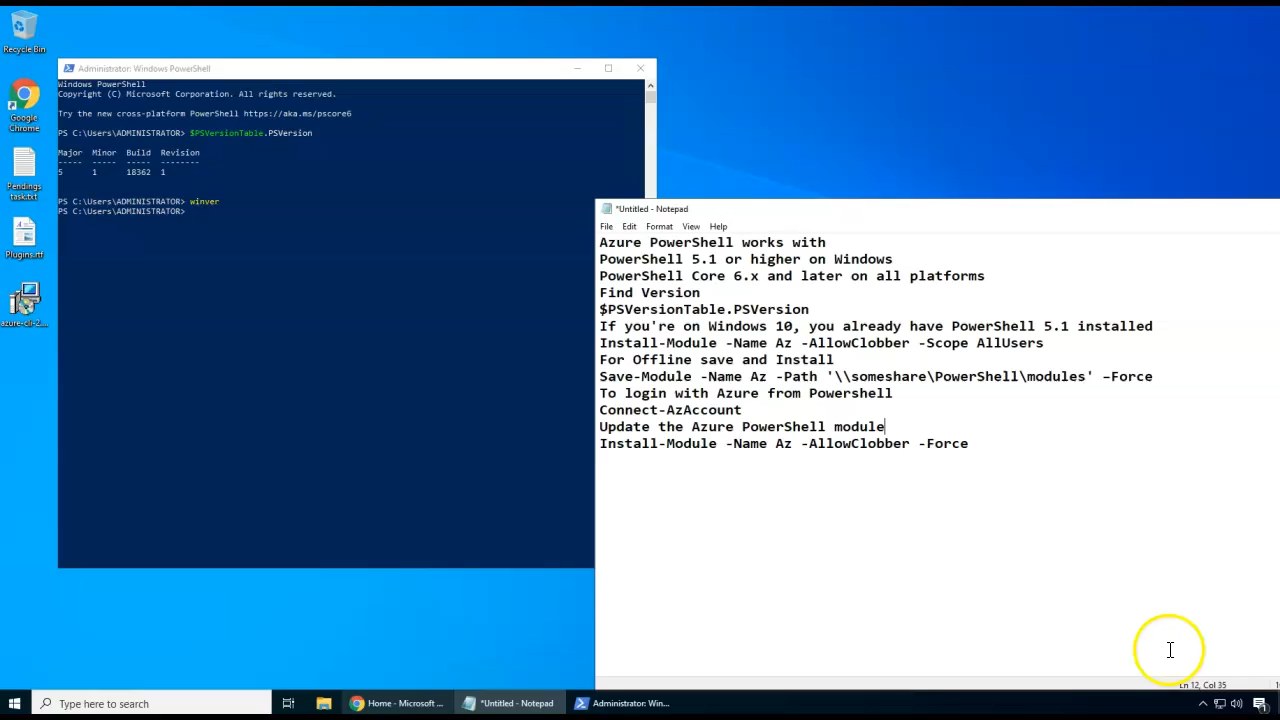 Recycle Bin
Google
Chrome
Pendings
task.txt
Plugins.rtf
azure-cli-2....
Administrator: Windows PowerShell
Windows PowerShell
Copyright (C) Microsoft Corporation. All rights reserved.
Try the new cross-platform PowerShell https://aka.ms/pscore6
PS C:\Users\ADMINISTRATOR> $PSVersionTable.PSVersion
Major  Minor  Build  Revision
-----  -----  -----  --------
5      1      18362  1
PS C:\Users\ADMINISTRATOR> winver
PS C:\Users\ADMINISTRATOR>
*Untitled - Notepad
File Edit Format View Help
Azure PowerShell works with
PowerShell 5.1 or higher on Windows
PowerShell Core 6.x and later on all platforms
Find Version
$PSVersionTable.PSVersion
If you're on Windows 10, you already have PowerShell 5.1 installed
Install-Module -Name Az -AllowClobber -Scope AllUsers
For Offline save and Install
Save-Module -Name Az -Path '\\someshare\PowerShell\modules' –Force
To login with Azure from Powershell
Connect-AzAccount
Update the Azure PowerShell module
Install-Module -Name Az -AllowClobber -Force
Ln 12, Col 35
Type here to search
Home - Microsoft ...
*Untitled - Notepad
Administrator: Win...